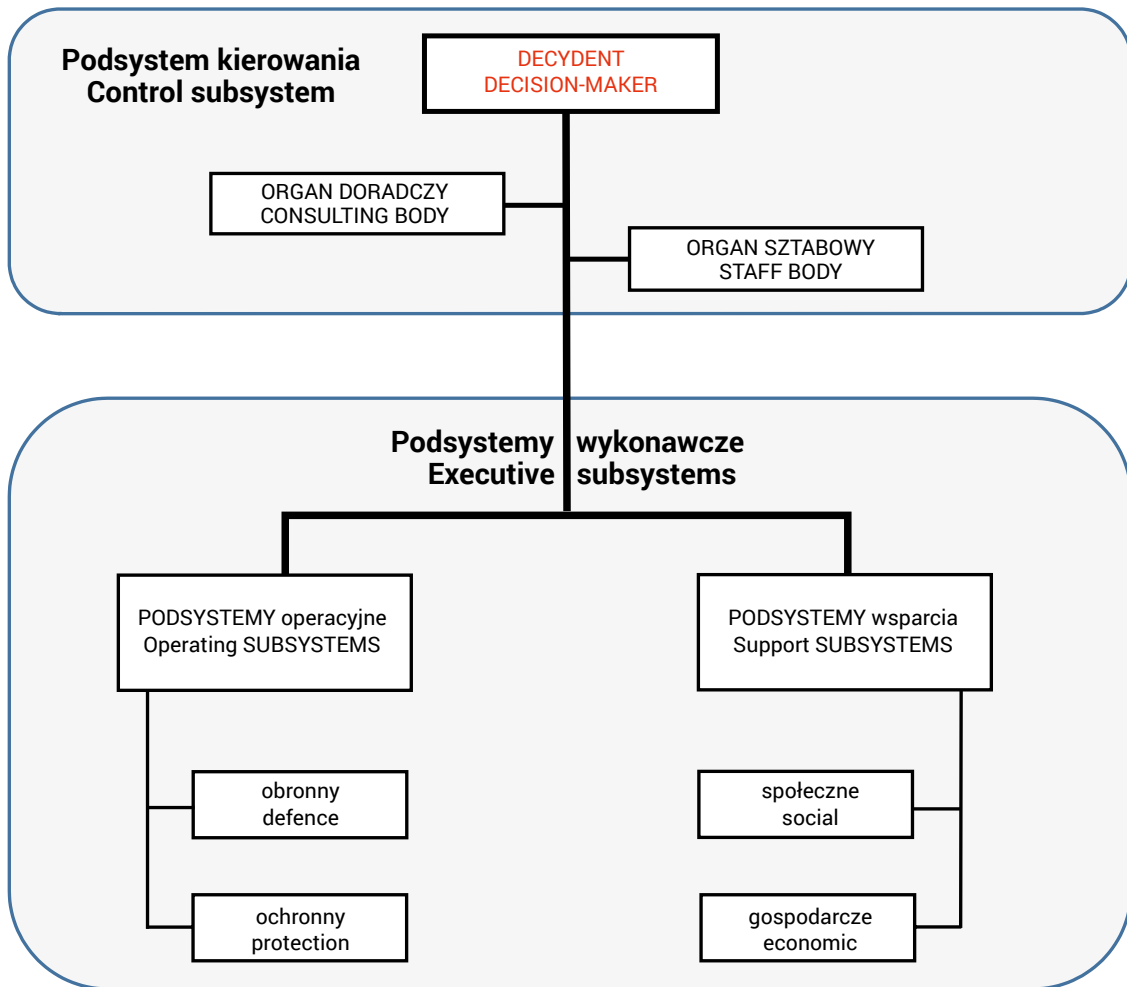 Podsystem kierowania
Control subsystem
DECYDENT
DECISION-MAKER
ORGAN DORADCZY
CONSULTING BODY
ORGAN SZTABOWY
STAFF BODY
Podsystemy wykonawcze
Executive subsystems
PODSYSTEMY operacyjne
Operating SUBSYSTEMS
PODSYSTEMY wsparcia
Support SUBSYSTEMS
obronny
defence
społeczne
social
ochronny
protection
gospodarcze
economic